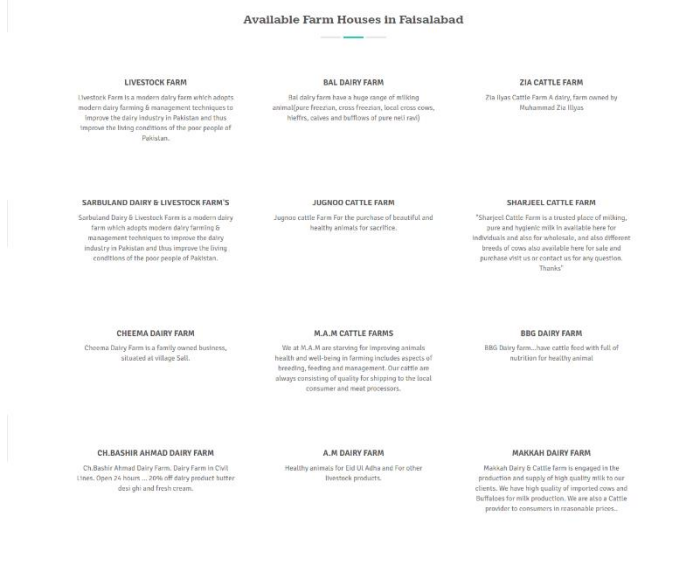 Available Farm Houses in Faisalabad
LIVESTOCK FARM
Livestock Farm is a modern dairy farm which adopts
modern dairy farming & management techniques to
improve the dairy industry in Pakistan and thus
improve the living conditions of the poor people of
Pakistan.
BAL DAIRY FARM
Bal dairy farm have a huge range of milking
animal(pure freezian, cross freezian, local cross cows,
hieffrs, calves and bufflows of pure neli ravi)
ZIA CATTLE FARM
Zia Ilyas Cattle Farm A dairy, farm owned by
Muhammad Zia Illyas
SARBULAND DAIRY & LIVESTOCK FARM'S
Sarbuland Dairy & Livestock Farm is a modern dairy
farm which adopts modern dairy farming &
management techniques to improve the dairy
industry in Pakistan and thus improve the living
conditions of the poor people of Pakistan.
JUGNOO CATTLE FARM
Jugnoo cattle Farm For the purchase of beautiful and
healthy animals for sacrifice.
SHARJEEL CATTLE FARM
"Sharjeel Cattle Farm is a trusted place of milking,
pure and hygienic milk in available here for
individuals and also for wholesale, and also different
breeds of cows also available here for sale and
purchase visit us or contact us for any question.
Thanks"
CHEEMA DAIRY FARM
Cheema Dairy Farm is a family owned business,
situated at village Sall.
M.A.M CATTLE FARMS
We at M.A.M are starving for improving animals
health and well-being in farming includes aspects of
breeding, feeding and management. Our cattle are
always consisting of quality for shipping to the local
consumer and meat processors.
BBG DAIRY FARM
BBG Dairy farm...have cattle food with full of
nutrition for healthy animal
CH.BASHIR AHMAD DAIRY FARM
Ch.Bashir Ahmad Dairy Farm. Dairy Farm in Civil
Lines. Open 24 hours ... 20% off dairy product butter
desi ghi and fresh cream.
A.M DAIRY FARM
Healthy animals for Eid Ul Adha and For other
livestock products.
MAKKAH DAIRY FARM
Makkah Dairy & Cattle farm is engaged in the
production and supply of high quality milk to our
clients. We have high quality of imported cows and
Buffaloes for milk production. We are also a Cattle
provider to consumers in reasonable prices..